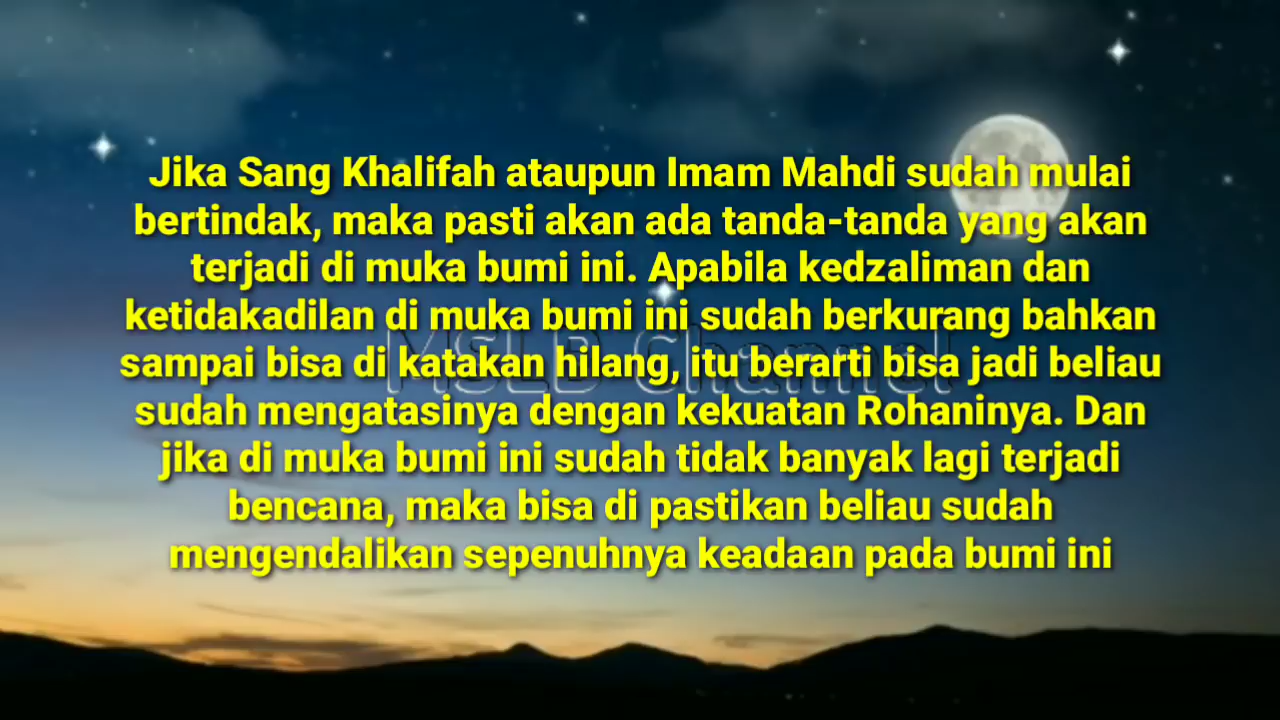 Jika Sang Khalifah ataupun Imam Mahdi sudah mulai
bertindak, maka pasti akan ada tanda-tanda yang akan
terjadi di muka bumi ini. Apabila kedzaliman dan
ketidakadilan di muka bumi ini sudah berkurang bahkan
sampai bisa di katakan hilang, itu berarti bisa jadi beliau
sudah mengatasinya dengan kekuatan Rohaninya. Dan
jika di muka bumi ini sudah tidak banyak lagi terjadi
bencana, maka bisa di pastikan beliau sudah
mengendalikan sepenuhnya keadaan pada bumi ini
MSLB Channel